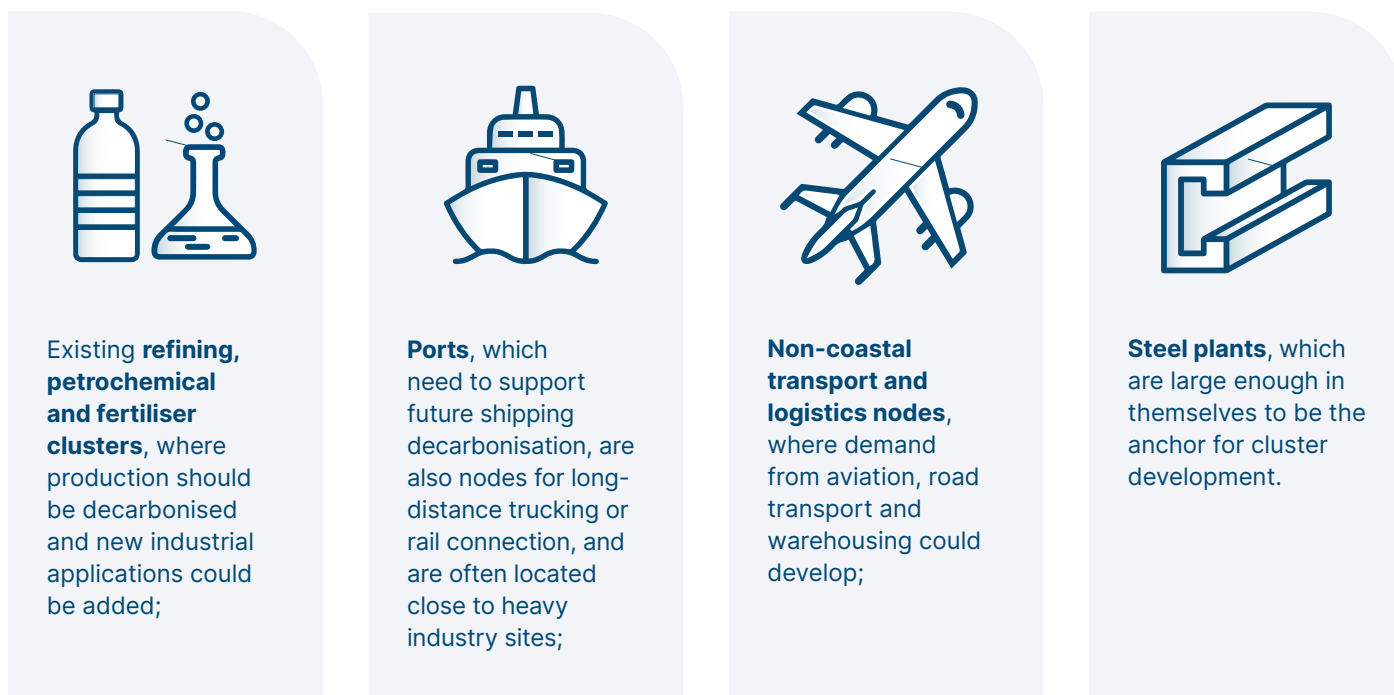 Existing refining,
petrochemical
and fertiliser
clusters, where
production should
be decarbonised
and new industrial
applications could
be added;
Ports, which
need to support
future shipping
decarbonisation, are
also nodes for long-
distance trucking or
rail connection, and
are often located
close to heavy
industry sites;
Non-coastal
transport and
logistics nodes,
where demand
from aviation, road
transport and
warehousing could
develop;
Steel plants, which
are large enough in
themselves to be the
anchor for cluster
development.